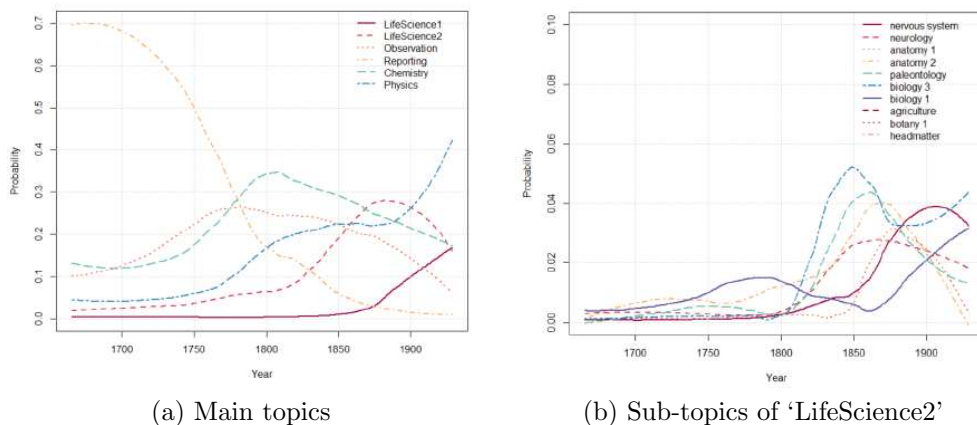 LifeScience1
LifeScience2
Observation
Reporting
Chemistry
Physics
Probability
0.7
0.6
0.5
0.4
0.3
0.2
0.1
0.0
1700
1750
1800
1850
1900
Year
(a) Main topics
nervous system
neurology
anatomy 1
anatomy 2
paleontology
biology 3
biology 1
agriculture
botany 1
headmatter
Probability
0.10
0.08
0.06
0.04
0.02
0.00
1700
1750
1800
1850
1900
Year
(b) Sub-topics of ‘LifeScience2’